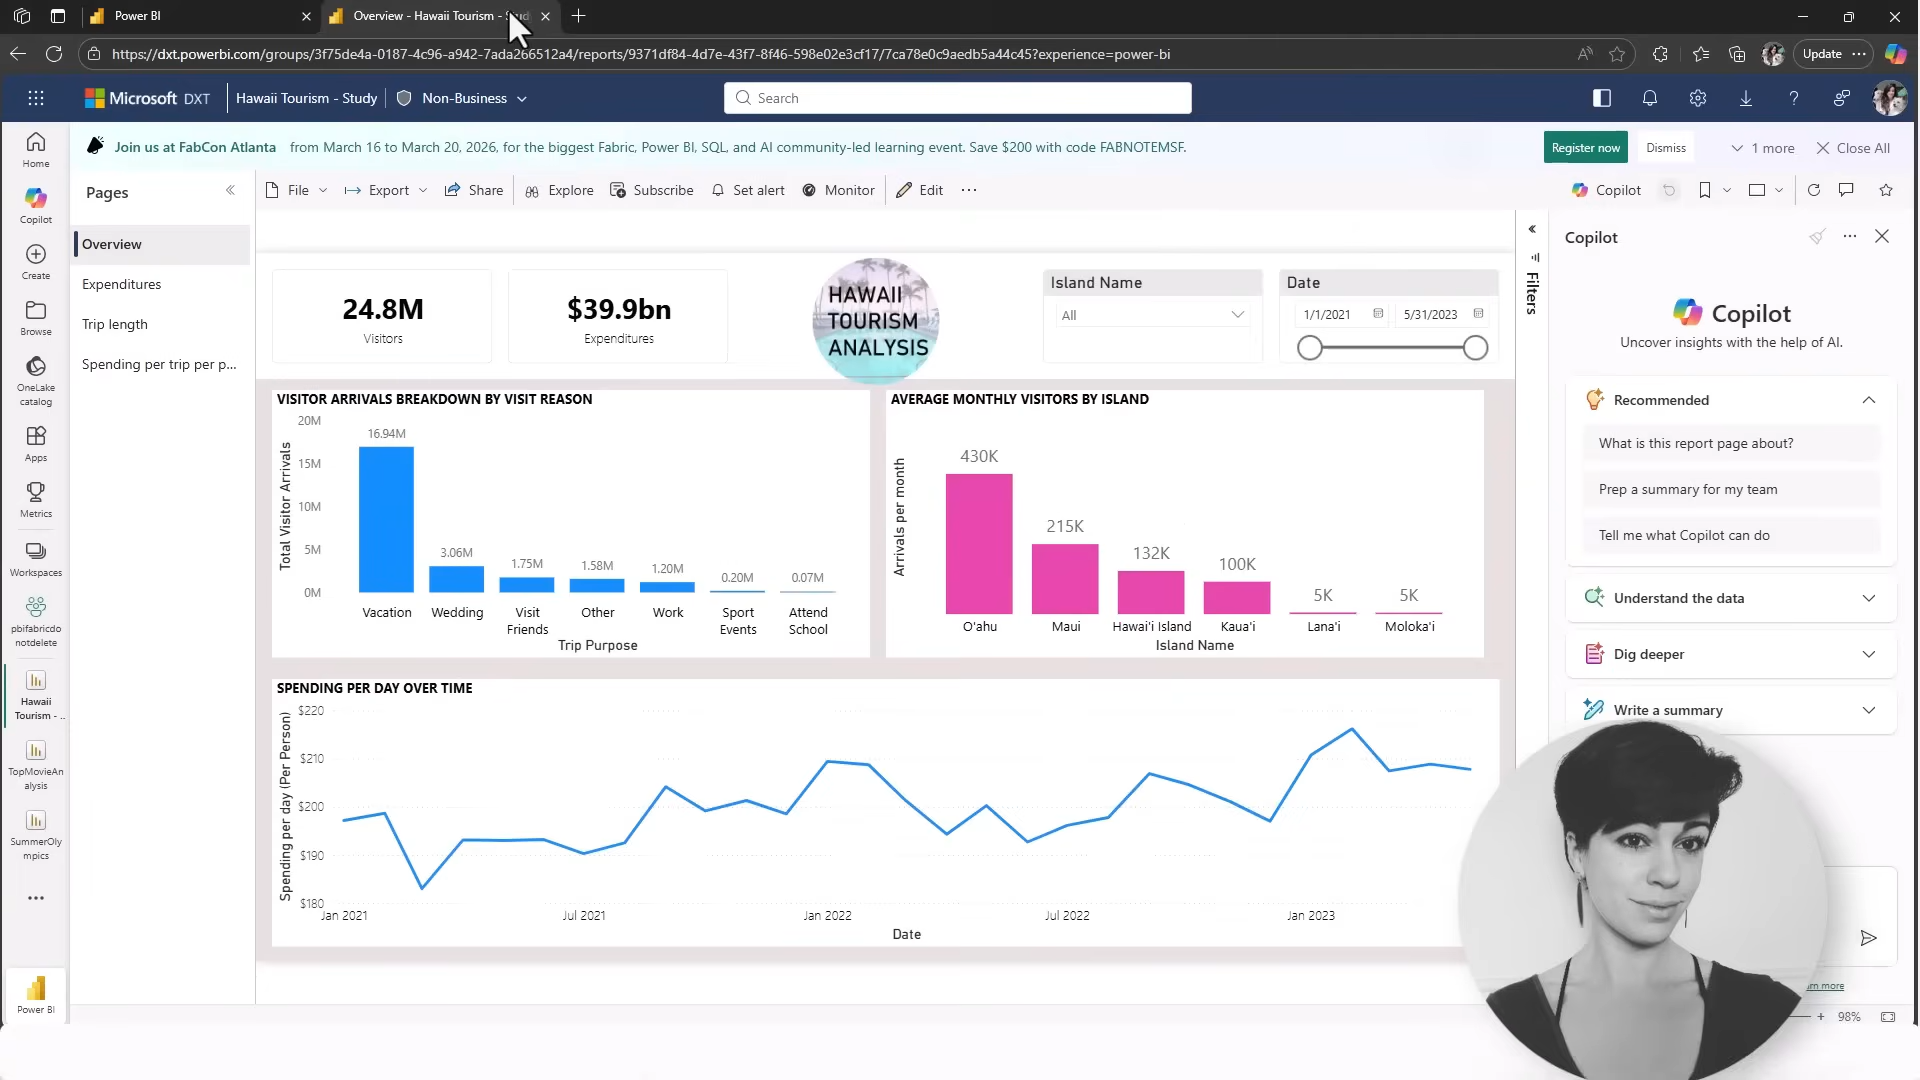 Power BI
Overview - Hawaii Tourism - Stud
https://dxt.powerbi.com/groups/3f75de4a-0187-4c96-a942-7ada266512a4/reports/9371df84-4d7e-43f7-8f46-598e02e3cf17/7ca78e0c9aedb5a44c45?experience=power-bi
Update
Microsoft DXT
Hawaii Tourism - Study
Non-Business
Search
Join us at FabCon Atlanta from March 16 to March 20, 2026, for the biggest Fabric, Power BI, SQL, and AI community-led learning event. Save $200 with code FABNOTEMSF.
Register now
Dismiss
1 more
Close All
Home
Copilot
Create
Browse
OneLake
catalog
Apps
Metrics
Workspaces
pbifabricdo
notdelete
Hawaii
Tourism - ..
TopMovieAn
alysis
SummerOly
mpics
Power BI
Pages
Overview
Expenditures
Trip length
Spending per trip per p...
File
Export
Share
Explore
Subscribe
Set alert
Monitor
Edit
Copilot
24.8M
Visitors
$39.9bn
Expenditures
HAWAII
TOURISM
ANALYSIS
Island Name
All
Date
1/1/2021
5/31/2023
VISITOR ARRIVALS BREAKDOWN BY VISIT REASON
Total Visitor Arrivals
20M
15M
10M
5M
0M
16.94M
3.06M
1.75M
1.58M
1.20M
0.20M
0.07M
Vacation
Wedding
Visit
Friends
Other
Work
Sport
Events
Attend
School
Trip Purpose
AVERAGE MONTHLY VISITORS BY ISLAND
Arrivals per month
430K
215K
132K
100K
5K
5K
O'ahu
Maui
Hawai'i Island
Kaua'i
Lana'i
Moloka'i
Island Name
SPENDING PER DAY OVER TIME
Spending per day (Per Person)
$220
$210
$200
$190
$180
Jan 2021
Jul 2021
Jan 2022
Jul 2022
Jan 2023
Date
Filters
Copilot
Copilot
Uncover insights with the help of AI.
Recommended
What is this report page about?
Prep a summary for my team
Tell me what Copilot can do
Understand the data
Dig deeper
Write a summary
more
98%